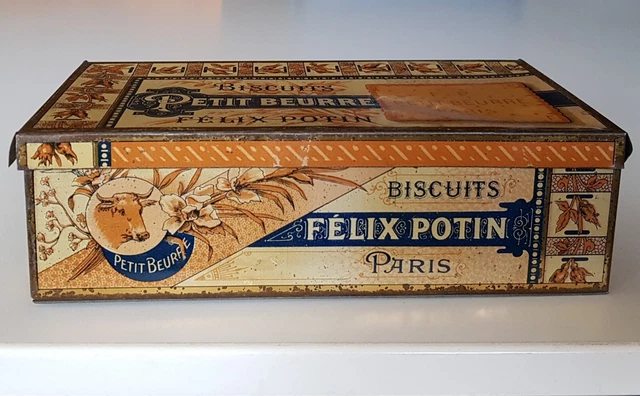 BISCUITS
PETIT BEURRE
FÉLIX POTIN
PETIT BEURRE
BISCUITS
FÉLIX POTIN
PARIS